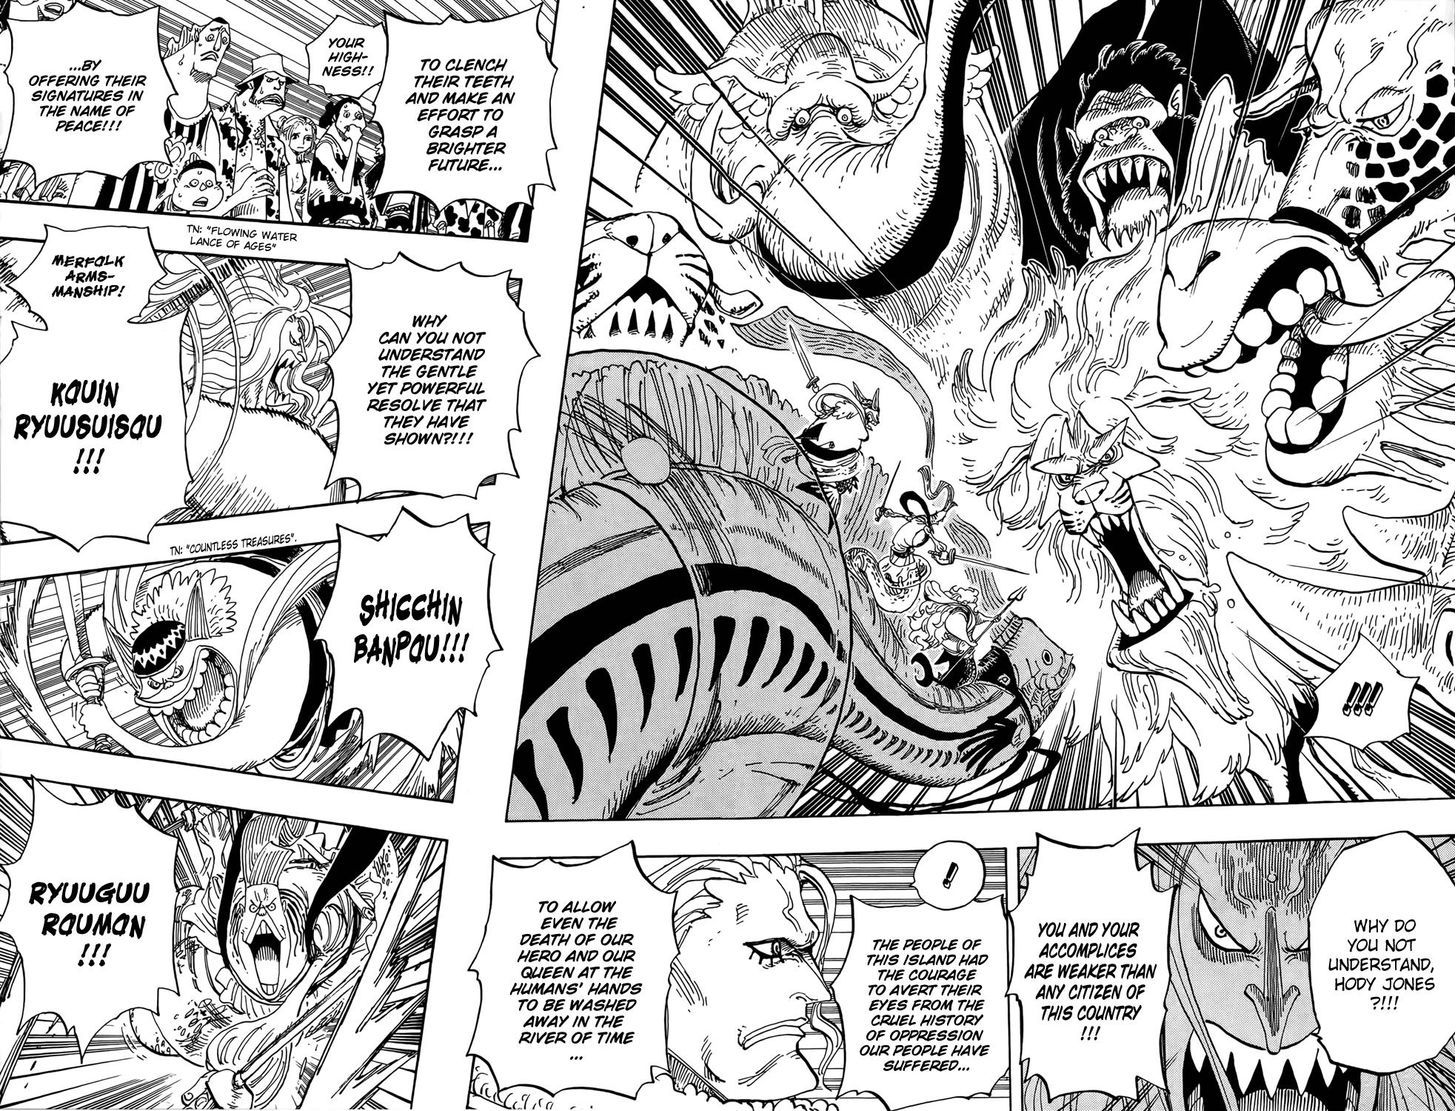 !!!!
WHY DO
YOU NOT
UNDERSTAND,
HODY JONES
?!!!
YOU AND YOUR
ACCOMPLICES
ARE WEAKER THAN
ANY CITIZEN OF
THIS COUNTRY
!!!
!
THE PEOPLE OF
THIS ISLAND HAD
THE COURAGE
TO AVERT THEIR
EYES FROM THE
CRUEL HISTORY
OF OPPRESSION
OUR PEOPLE HAVE
SUFFERED...
TO ALLOW
EVEN THE
DEATH OF OUR
HERO AND OUR
QUEEN AT THE
HUMANS' HANDS
TO BE WASHED
AWAY IN THE
RIVER OF TIME
...
TO CLENCH
THEIR TEETH
AND MAKE AN
EFFORT TO
GRASP A
BRIGHTER
FUTURE...
YOUR
HIGH-
NESS!!
...BY
OFFERING THEIR
SIGNATURES IN
THE NAME OF
PEACE!!!
WHY
CAN YOU NOT
UNDERSTAND
THE GENTLE
YET POWERFUL
RESOLVE THAT
THEY HAVE
SHOWN?!!!
MERFOLK
ARMS-
MANSHIP!
TN: "FLOWING WATER
LANCE OF AGES"
KOUIN
RYUUSUISOU
!!!
TN: "COUNTLESS TREASURES".
SHICCHIN
BANPOU!!!
RYUUGUU
ROUMON
!!!